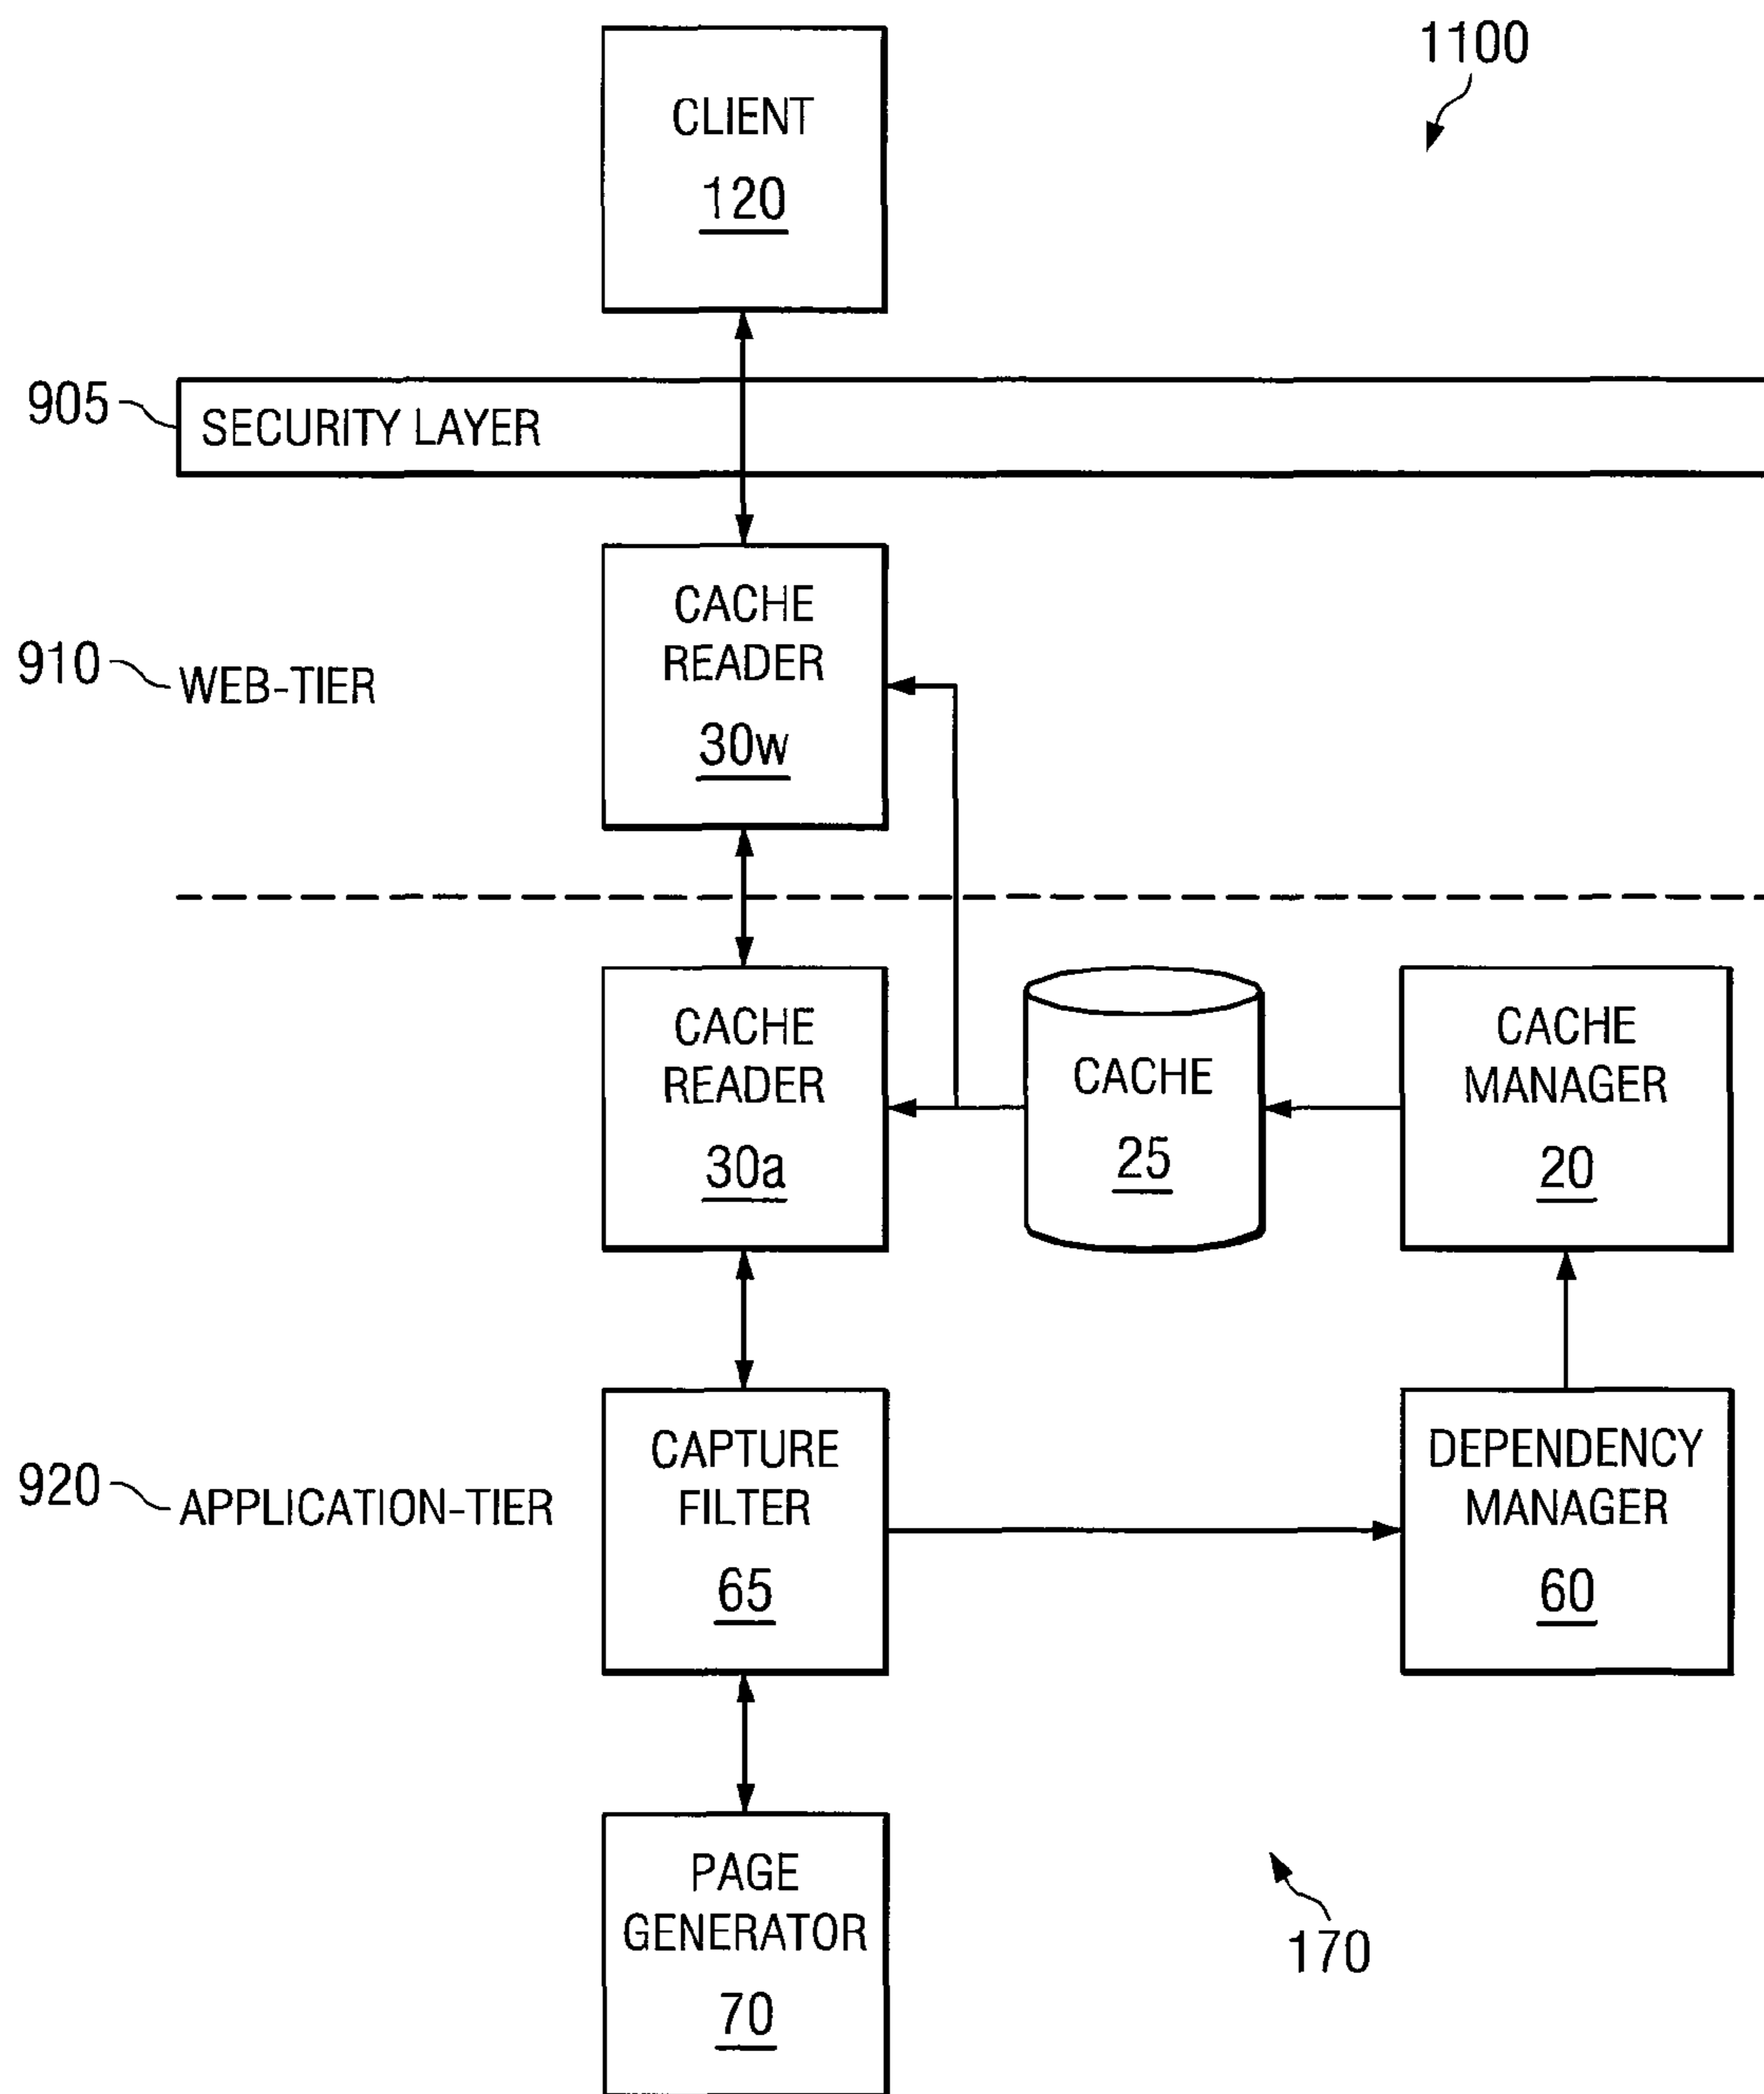 1100
CLIENT
120
905
SECURITY LAYER
CACHE
READER
30w
910
WEB-TIER
CACHE
READER
30a
CACHE
25
CACHE
MANAGER
20
920
APPLICATION-TIER
CAPTURE
FILTER
65
DEPENDENCY
MANAGER
60
PAGE
GENERATOR
70
170